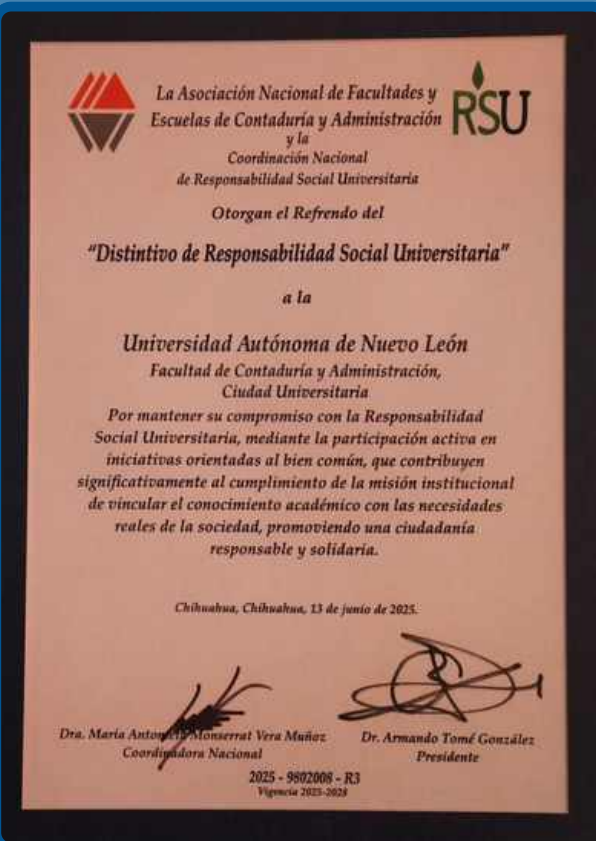 La Asociación Nacional de Facultades y
Escuelas de Contaduría y Administración
y la
Coordinación Nacional
de Responsabilidad Social Universitaria
RSU
Otorgan el Refrendo del
"Distintivo de Responsabilidad Social Universitaria"
a la
Universidad Autónoma de Nuevo León
Facultad de Contaduría y Administración,
Ciudad Universitaria
Por mantener su compromiso con la Responsabilidad
Social Universitaria, mediante la participación activa en
iniciativas orientadas al bien común, que contribuyen
significativamente al cumplimiento de la misión institucional
de vincular el conocimiento académico con las necesidades
reales de la sociedad, promoviendo una ciudadanía
responsable y solidaria.
Chihuahua, Chihuahua, 13 de junio de 2025.
Dra. María Antonieta Monserrat Vera Muñoz
Coordinadora Nacional
Dr. Armando Tomé González
Presidente
2025 - 9802008 - R3
Vigencia 2025-2028